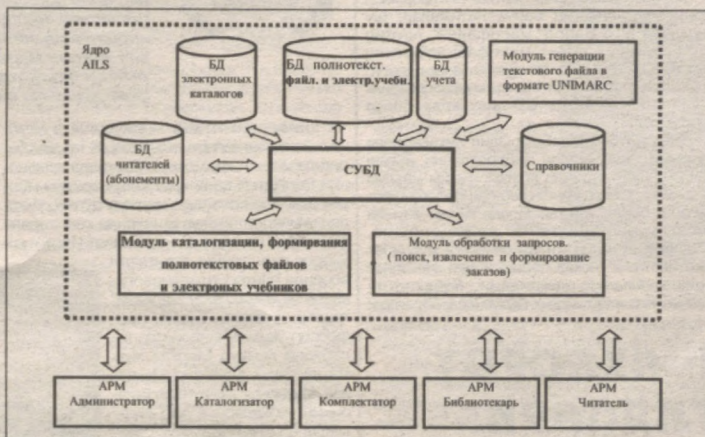 Ядро
AILS
БД
электронных
каталогов
БД полнотекст.
файл. и электр.учебн.
БД
учета
Модуль генерации
текстового файла в
формате UNIMARC
БД
читателей
(абонементы)
СУБД
Справочники
Модуль каталогизации, формирвания
полнотекстовых файлов
и электроных учебников
Модуль обработки запросов.
( поиск, извлечение и формирование
заказов)
АРМ
Администратор
АРМ
Каталогизатор
АРМ
Комплектатор
АРМ
Библиотекарь
АРМ
Читатель